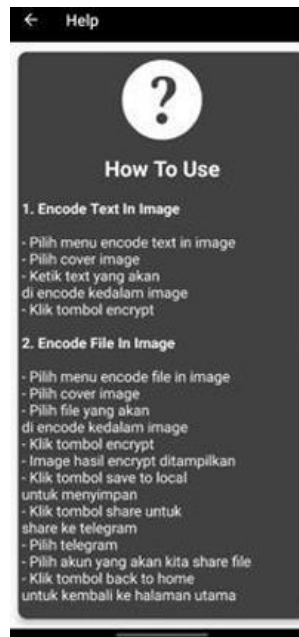 ← Help
?
How To Use
1. Encode Text In Image
- Pilih menu encode text in image
- Pilih cover image
- Ketik text yang akan
di encode kedalam image
- Klik tombol encrypt
2. Encode File In Image
- Pilih menu encode file in image
- Pilih cover image
- Pilih file yang akan
di encode kedalam image
- Klik tombol encrypt
- Image hasil encrypt ditampilkan
- Klik tombol save to local
untuk menyimpan
- Klik tombol share untuk
share ke telegram
- Pilih telegram
- Pilih akun yang akan kita share file
- Klik tombol back to home
untuk kembali ke halaman utama